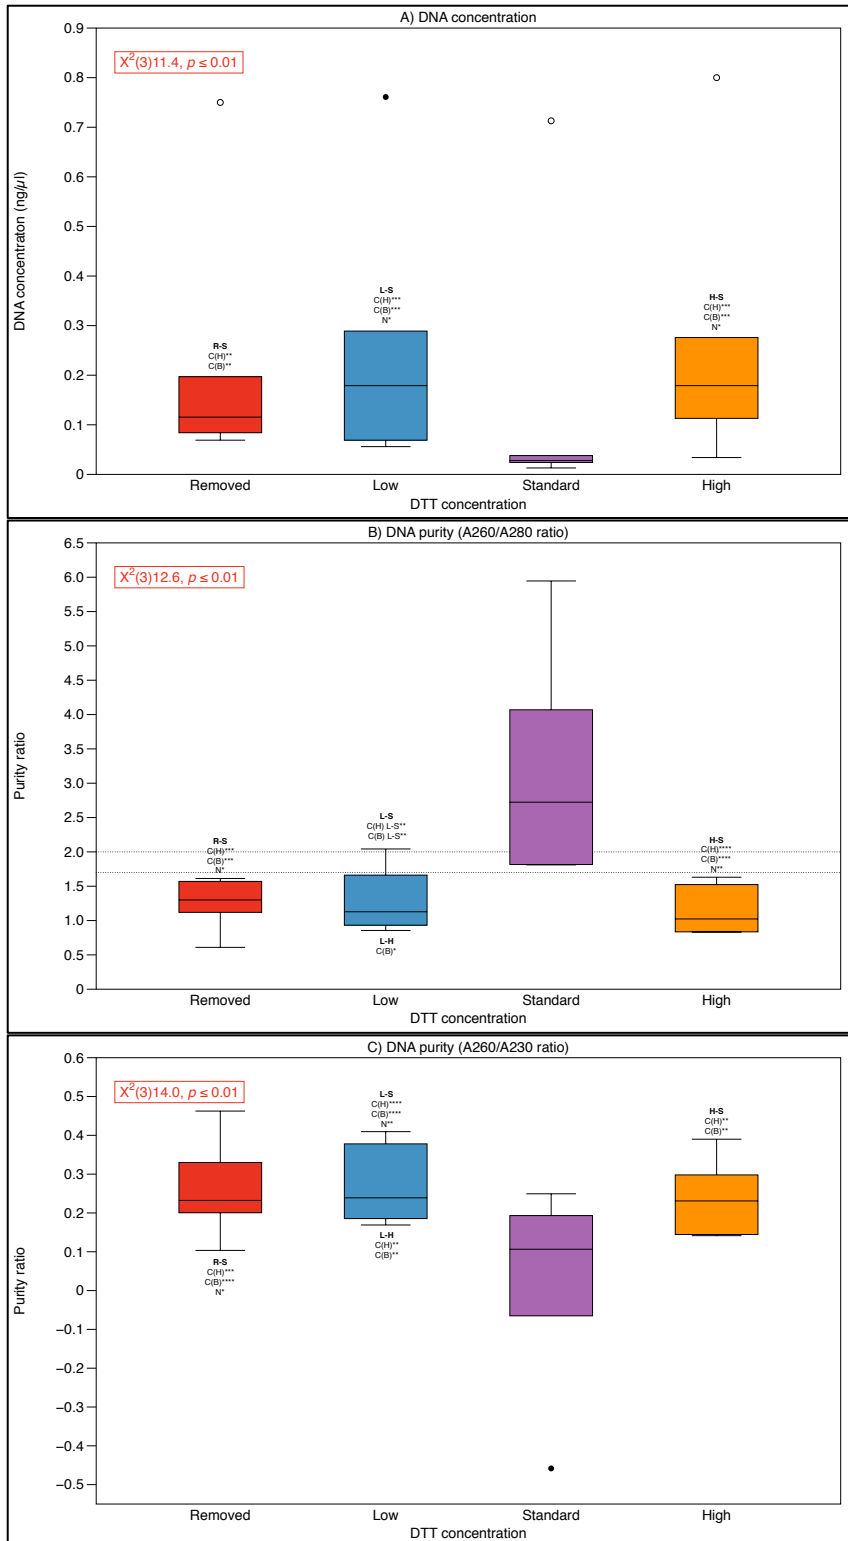 A) DNA concentration
0.9
X²(3)11.4, p ≤ 0.01
0.8
0.7
0.6
0.5
0.4
0.3
0.2
0.1
0
DNA concentraton (ng/µl)
R-S
C(H)**
C(B)**
L-S
C(H)***
C(B)***
N*
H-S
C(H)***
C(B)***
N*
Removed Low Standard High
DTT concentration
B) DNA purity (A260/A280 ratio)
6.5
X²(3)12.6, p ≤ 0.01
6.0
5.5
5.0
4.5
4.0
3.5
3.0
2.5
2.0
1.5
1.0
0.5
0
Purity ratio
R-S
C(H)***
C(B)***
N*
L-S
C(H) L-S**
C(B) L-S**
L-H
C(B)*
H-S
C(H)****
C(B)****
N**
Removed Low Standard High
DTT concentration
C) DNA purity (A260/A230 ratio)
0.6
X²(3)14.0, p ≤ 0.01
0.5
0.4
0.3
0.2
0.1
0
−0.1
−0.2
−0.3
−0.4
−0.5
Purity ratio
R-S
C(H)***
C(B)****
N*
L-S
C(H)****
C(B)****
N**
L-H
C(H)**
C(B)**
H-S
C(H)**
C(B)**
Removed Low Standard High
DTT concentration